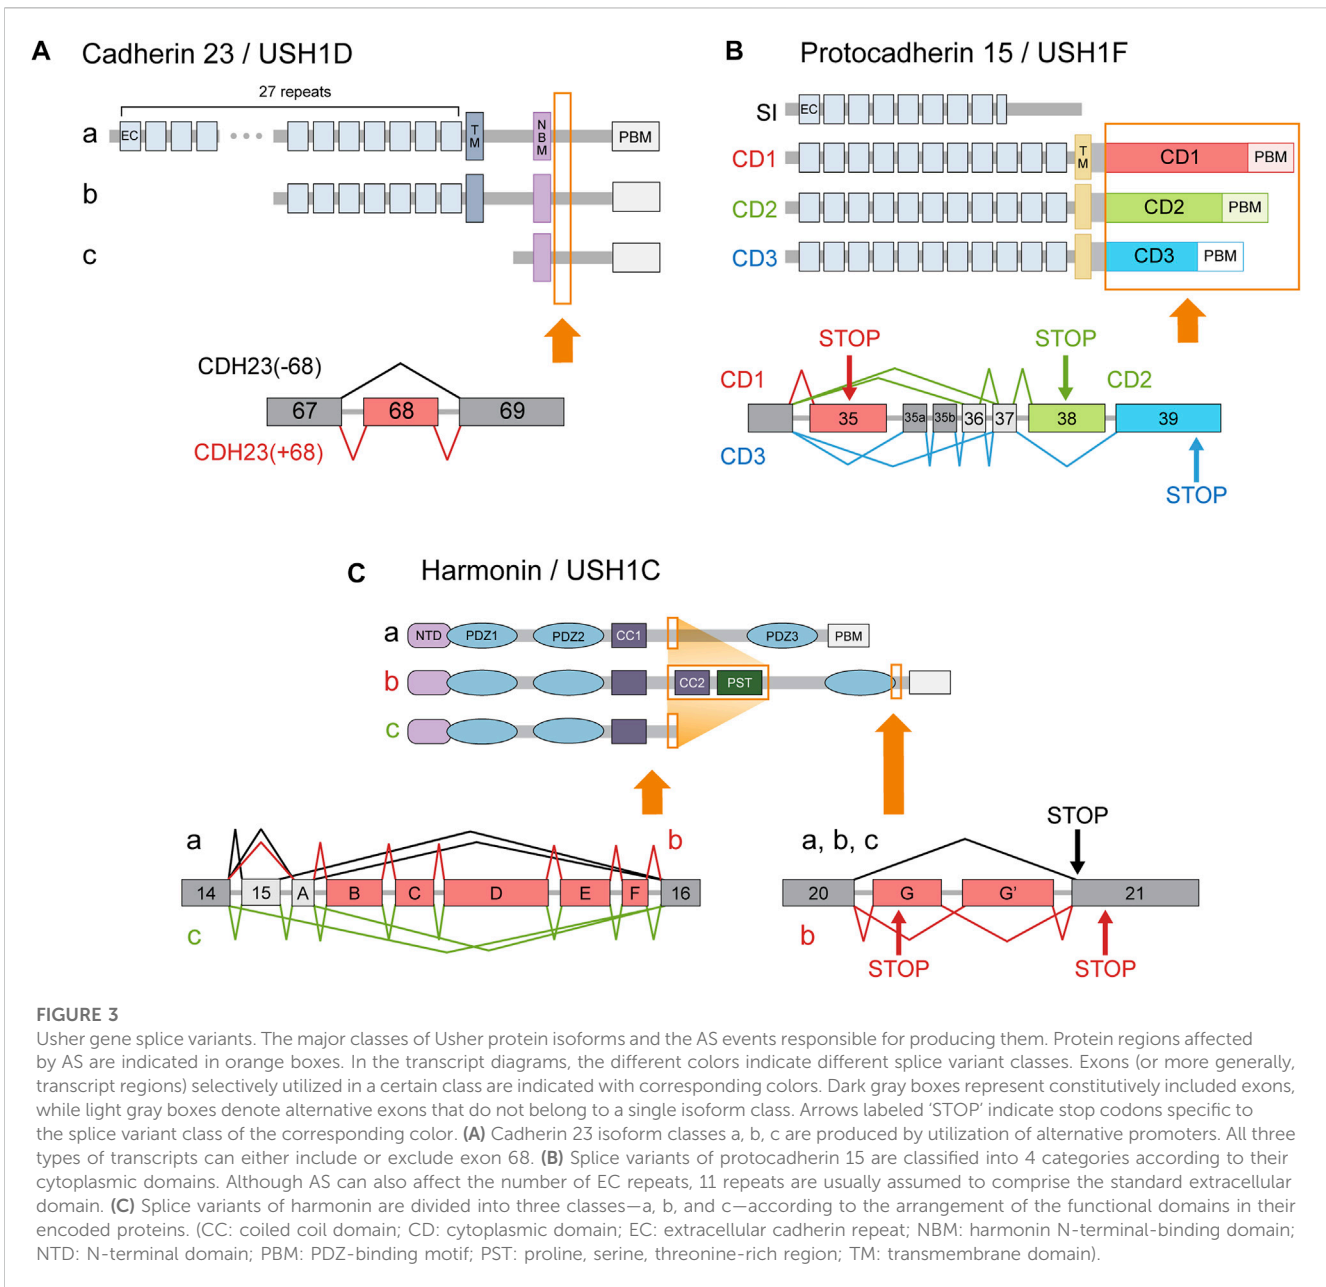 A Cadherin 23 / USH1D
27 repeats
a EC TM NBM PBM
b
c
CDH23(-68)
67 68 69
CDH23(+68)
B Protocadherin 15 / USH1F
SI EC
CD1 TM CD1 PBM
CD2 CD2 PBM
CD3 CD3 PBM
STOP STOP
CD1 CD2
35 35a 35b 36 37 38 39
CD3
STOP
C Harmonin / USH1C
a NTD PDZ1 PDZ2 CC1 PDZ3 PBM
b CC2 PST
c
a b
14 15 A B C D E F 16
c
STOP
a, b, c
20 G G' 21
b
STOP STOP
FIGURE 3
Usher gene splice variants. The major classes of Usher protein isoforms and the AS events responsible for producing them. Protein regions affected
by AS are indicated in orange boxes. In the transcript diagrams, the different colors indicate different splice variant classes. Exons (or more generally,
transcript regions) selectively utilized in a certain class are indicated with corresponding colors. Dark gray boxes represent constitutively included exons,
while light gray boxes denote alternative exons that do not belong to a single isoform class. Arrows labeled ‘STOP’ indicate stop codons specific to
the splice variant class of the corresponding color. (A) Cadherin 23 isoform classes a, b, c are produced by utilization of alternative promoters. All three
types of transcripts can either include or exclude exon 68. (B) Splice variants of protocadherin 15 are classified into 4 categories according to their
cytoplasmic domains. Although AS can also affect the number of EC repeats, 11 repeats are usually assumed to comprise the standard extracellular
domain. (C) Splice variants of harmonin are divided into three classes—a, b, and c—according to the arrangement of the functional domains in their
encoded proteins. (CC: coiled coil domain; CD: cytoplasmic domain; EC: extracellular cadherin repeat; NBM: harmonin N-terminal-binding domain;
NTD: N-terminal domain; PBM: PDZ-binding motif; PST: proline, serine, threonine-rich region; TM: transmembrane domain).